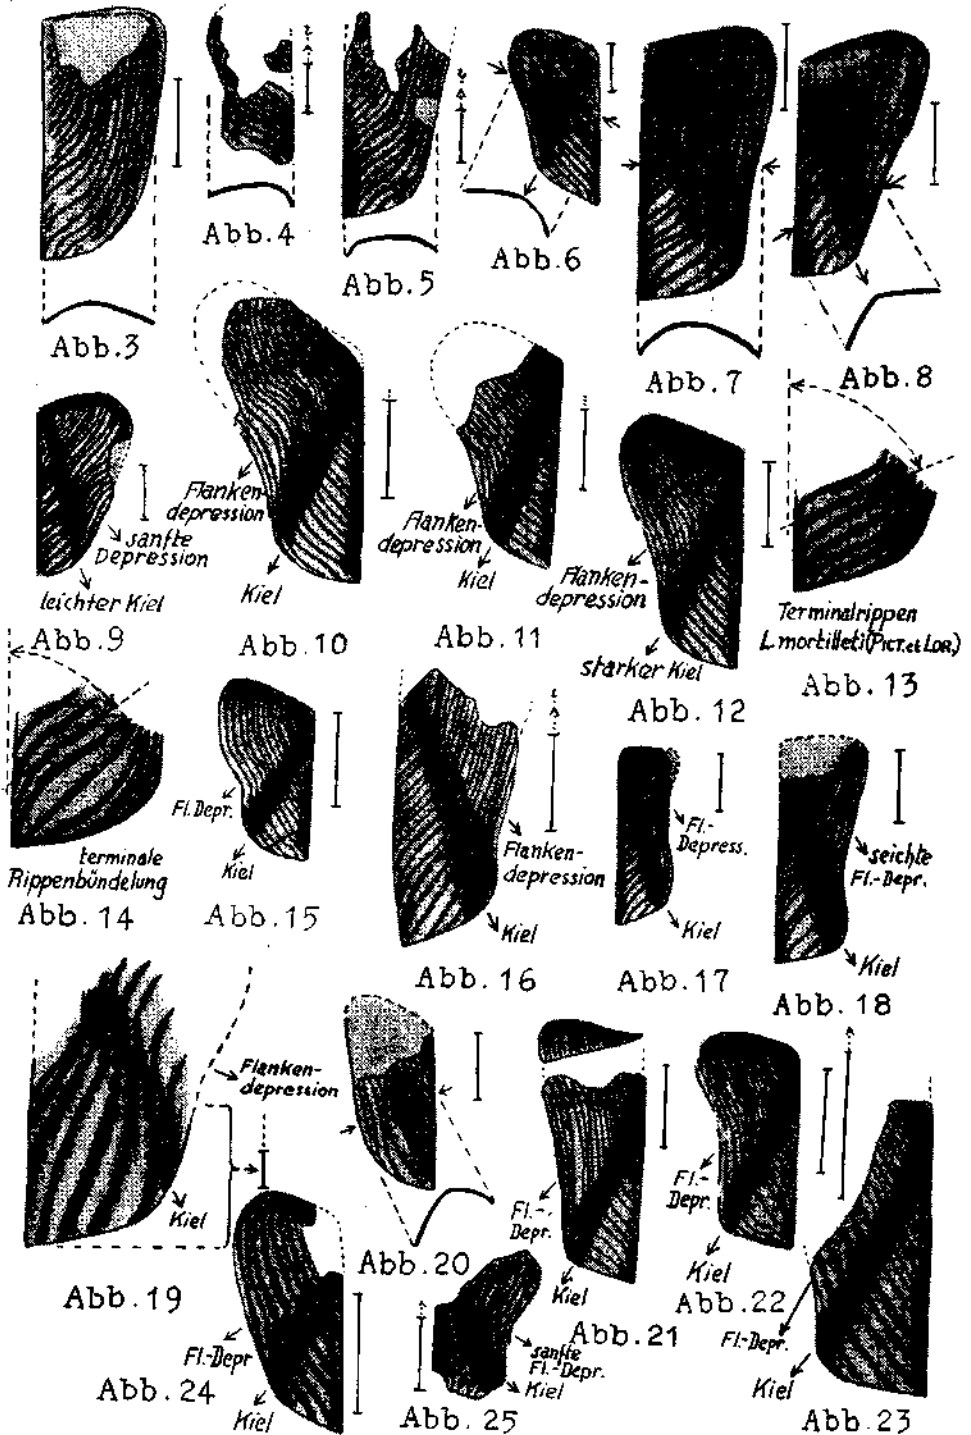 Abb.3
Abb.4
Abb.5
Abb.6
Abb.7
Abb.8
sanfte
Depression
leichter Kiel
Abb.9
Flanken-
depression
Kiel
Abb.10
Flanken-
depression
Kiel
Abb.11
Flanken-
depression
starker Kiel
Abb.12
Terminalrippen
L.mortilleti(PICT.et LOR.)
Abb.13
terminale
Rippenbündelung
Abb.14
Fl.Depr.
Kiel
Abb.15
Flanken-
depression
Kiel
Abb.16
Fl.-
Depress.
Kiel
Abb.17
seichte
Fl.-Depr.
Kiel
Abb.18
Flanken-
depression
Kiel
Abb.19
Abb.20
Fl.-
Depr.
Kiel
Abb.21
Fl.-
Depr.
Kiel
Abb.22
Fl.-Depr.
Kiel
Abb.23
Fl.-Depr
Kiel
Abb.24
sanfte
Fl.-Depr.
Kiel
Abb.25